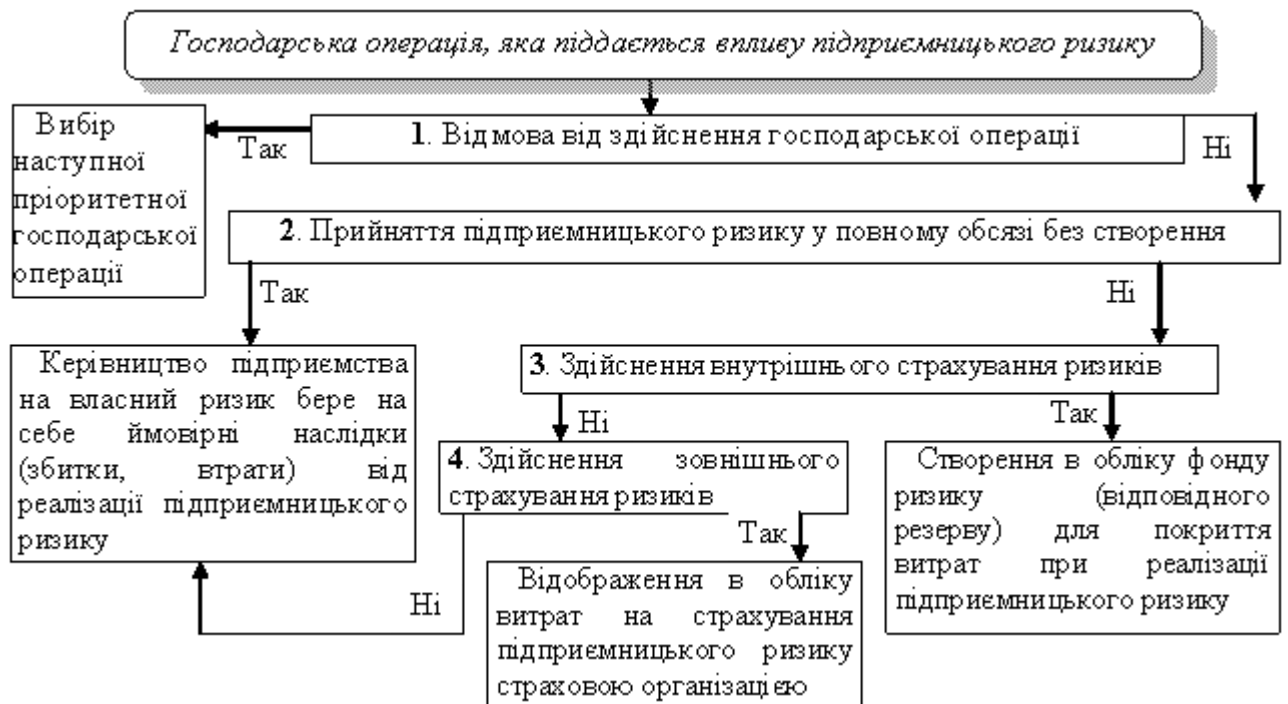 Господарська операція, яка піддається впливу підприємницького ризику
Вибір
наступної
пріоритетної
господарської
операції
Так
1. Відмова від здійснення господарської операції
Ні
2. Прийняття підприємницького ризику у повному обсязі без створення
Так
Ні
Керівництво підприємства
на власний ризик бере на
себе ймовірні наслідки
(збитки, втрати) від
реалізації підприємницького
ризику
3. Здійснення внутрішнього страхування ризиків
Ні
Так
4. Здійснення зовнішнього
страхування ризиків
Створення в обліку фонду
ризику (відповідного
резерву) для покриття
витрат при реалізації
підприємницького ризику
Так
Ні
Відображення в обліку
витрат на страхування
підприємницького ризику
страховою організацією